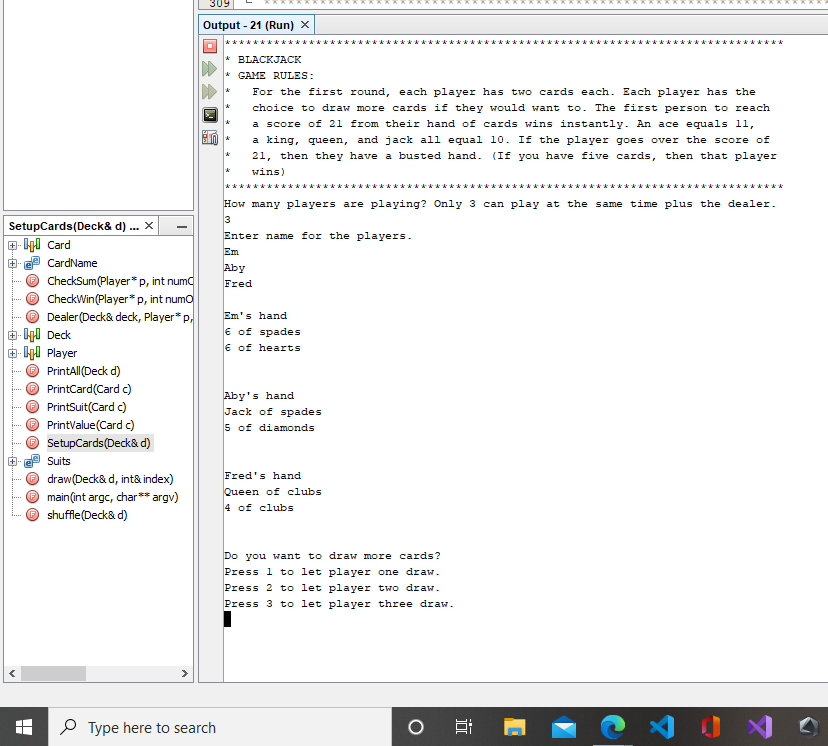 309
Output - 21 (Run) ×
********************************************************************************
* BLACKJACK
* GAME RULES:
*   For the first round, each player has two cards each. Each player has the
*   choice to draw more cards if they would want to. The first person to reach
*   a score of 21 from their hand of cards wins instantly. An ace equals 11,
*   a king, queen, and jack all equal 10. If the player goes over the score of
*   21, then they have a busted hand. (If you have five cards, then that player
*   wins)
********************************************************************************
How many players are playing? Only 3 can play at the same time plus the dealer.
3
Enter name for the players.
Em
Aby
Fred
Em's hand
6 of spades
6 of hearts
Aby's hand
Jack of spades
5 of diamonds
Fred's hand
Queen of clubs
4 of clubs
Do you want to draw more cards?
Press 1 to let player one draw.
Press 2 to let player two draw.
Press 3 to let player three draw.
SetupCards(Deck& d) ... ×
Card
CardName
CheckSum(Player* p, int numC
CheckWin(Player* p, int numO
Dealer(Deck& deck, Player* p,
Deck
Player
PrintAll(Deck d)
PrintCard(Card c)
PrintSuit(Card c)
PrintValue(Card c)
SetupCards(Deck& d)
Suits
draw(Deck& d, int& index)
main(int argc, char** argv)
shuffle(Deck& d)
Type here to search